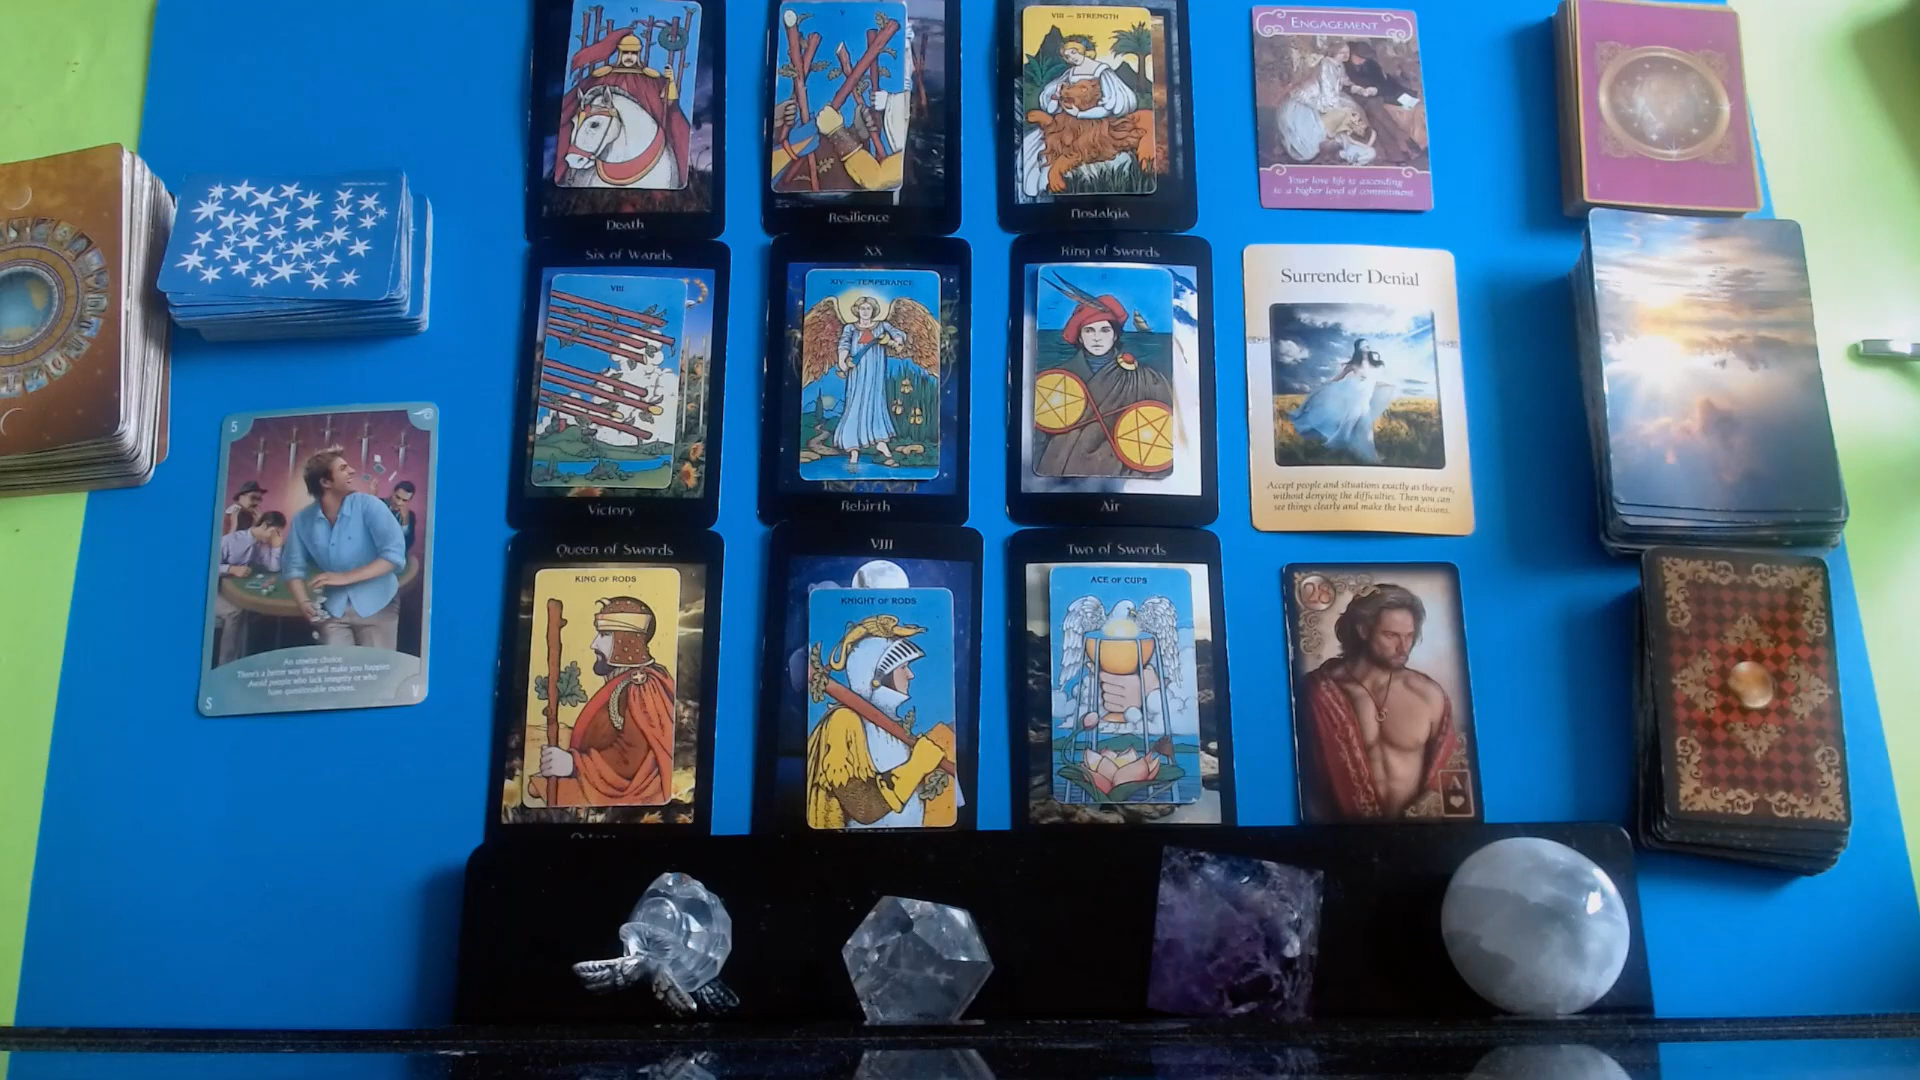 VI
Death
V
Resilience
VIII — STRENGTH
Nostalgia
ENGAGEMENT
Your love life is ascending
to a higher level of commitment.
Six of Wands
VIII
Victory
XX
XIV — TEMPERANCE
Rebirth
King of Swords
Air
Surrender Denial
Accept people and situations exactly as they are,
without denying the difficulties. Then you can
see things clearly and make the best decisions.
5
An unwise choice.
There's a better way that will make you happier.
Avoid people who lack integrity or who
have questionable motives.
S
V
Queen of Swords
KING OF RODS
VIII
KNIGHT OF RODS
Two of Swords
ACE OF CUPS
28
A